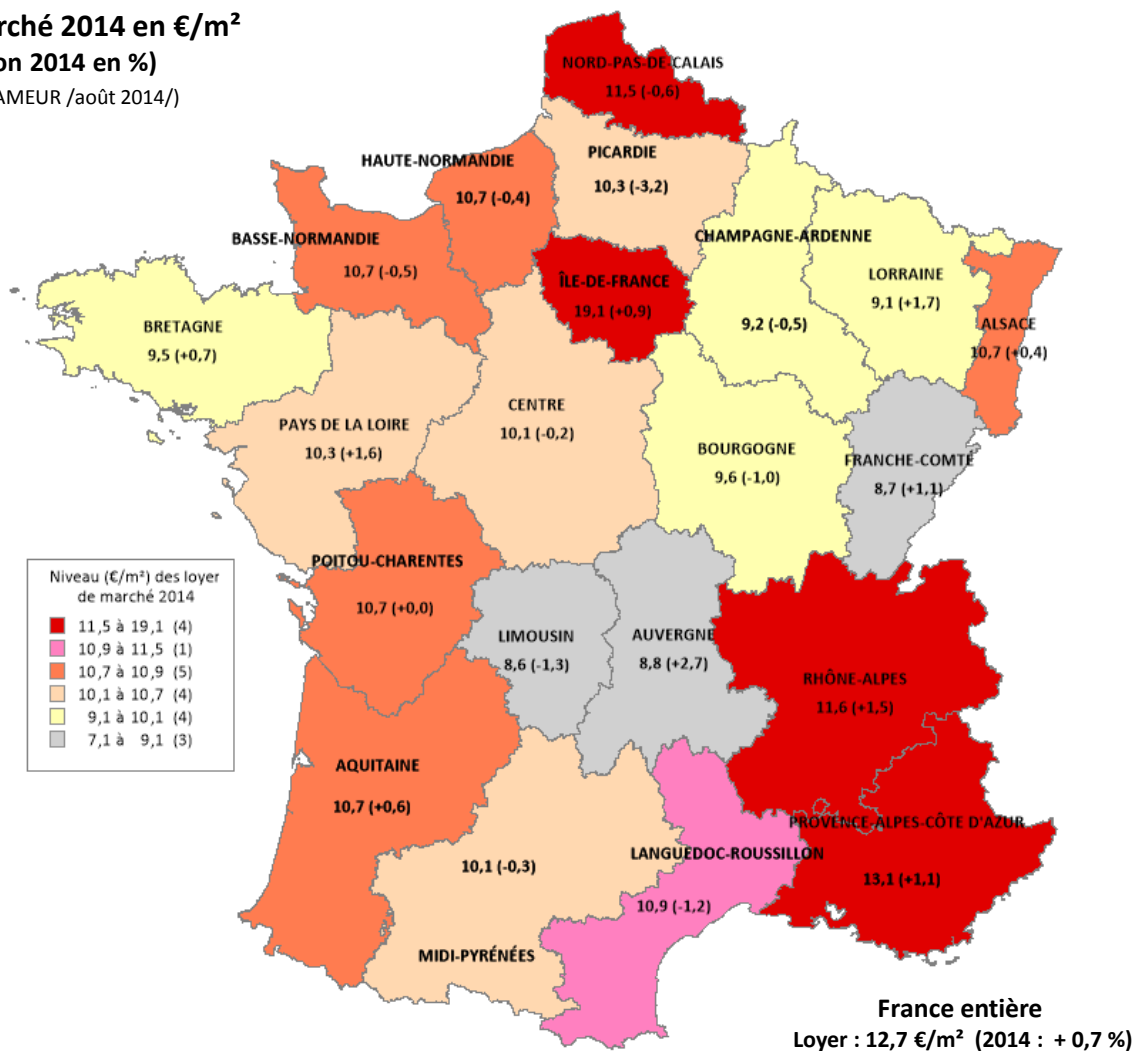 rché 2014 en €/m²
on 2014 en %)
AMEUR /août 2014/)
NORD-PAS-DE CALAIS
11,5 (-0,6)
HAUTE-NORMANDIE
10,7 (-0,4)
PICARDIE
10,3 (-3,2)
BASSE-NORMANDIE
10,7 (-0,5)
ÎLE-DE-FRANCE
19,1 (+0,9)
CHAMPAGNE-ARDENNE
9,2 (-0,5)
LORRAINE
9,1 (+1,7)
ALSACE
10,7 (+0,4)
BRETAGNE
9,5 (+0,7)
PAYS DE LA LOIRE
10,3 (+1,6)
CENTRE
10,1 (-0,2)
BOURGOGNE
9,6 (-1,0)
FRANCHE-COMTÉ
8,7 (+1,1)
POITOU-CHARENTES
10,7 (+0,0)
LIMOUSIN
8,6 (-1,3)
AUVERGNE
8,8 (+2,7)
RHÔNE-ALPES
11,6 (+1,5)
AQUITAINE
10,7 (+0,6)
10,1 (-0,3)
MIDI-PYRÉNÉES
LANGUEDOC-ROUSSILLON
10,9 (-1,2)
PROVENCE-ALPES-CÔTE D'AZUR
13,1 (+1,1)
Niveau (€/m²) des loyer
de marché 2014
11,5 à 19,1 (4)
10,9 à 11,5 (1)
10,7 à 10,9 (5)
10,1 à 10,7 (4)
9,1 à 10,1 (4)
7,1 à 9,1 (3)
France entière
Loyer : 12,7 €/m² (2014 : + 0,7 %)